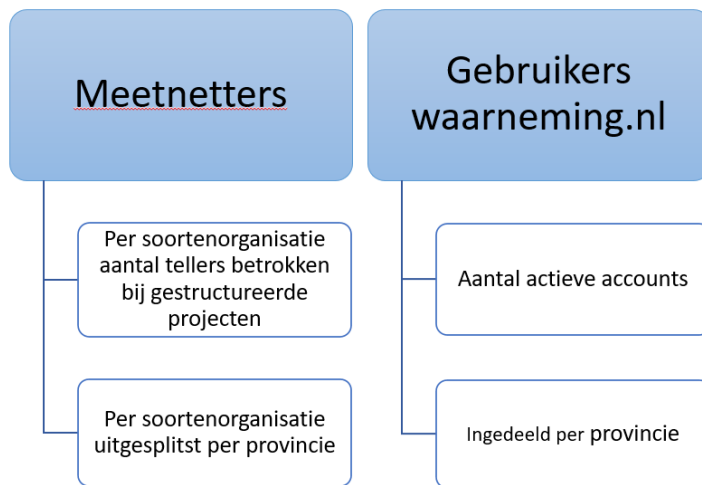 Meetnetters
Per soortenorganisatie
aantal tellers betrokken
bij gestructureerde
projecten
Per soortenorganisatie
uitgesplitst per provincie
Gebruikers
waarneming.nl
Aantal actieve accounts
Ingedeeld per provincie